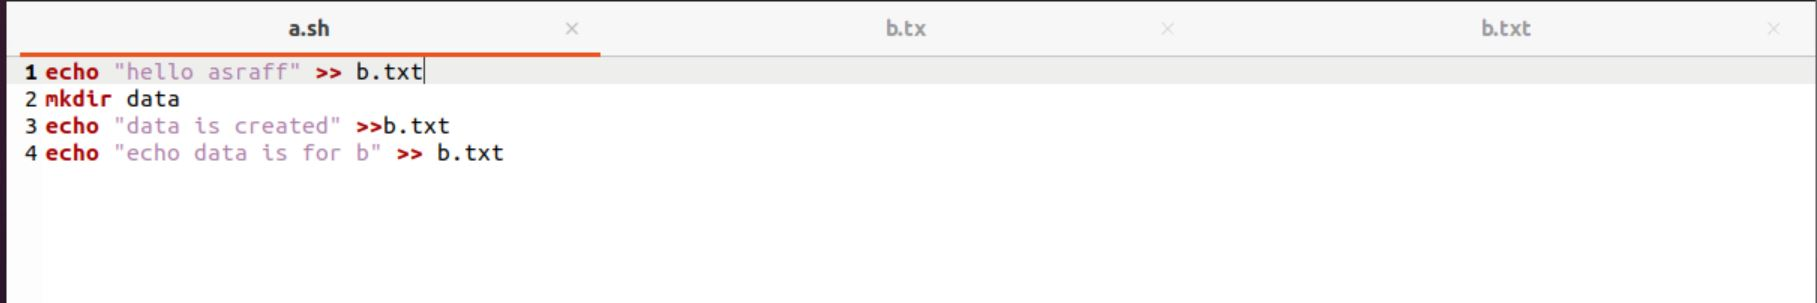 a.sh × b.tx × b.txt ×
1 echo "hello asraff" >> b.txt
2 mkdir data
3 echo "data is created" >>b.txt
4 echo "echo data is for b" >> b.txt